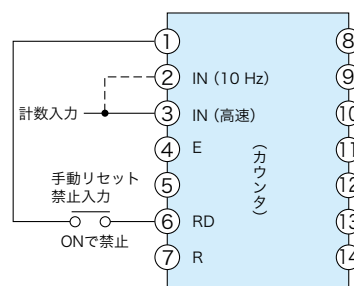 ①
② IN (10 Hz)
計数入力
③ IN (高速)
④ E
⑤
手動リセット
禁止入力
⑥ RD
ONで禁止
⑦ R
(カウンタ)
⑧
⑨
⑩
⑪
⑫
⑬
⑭